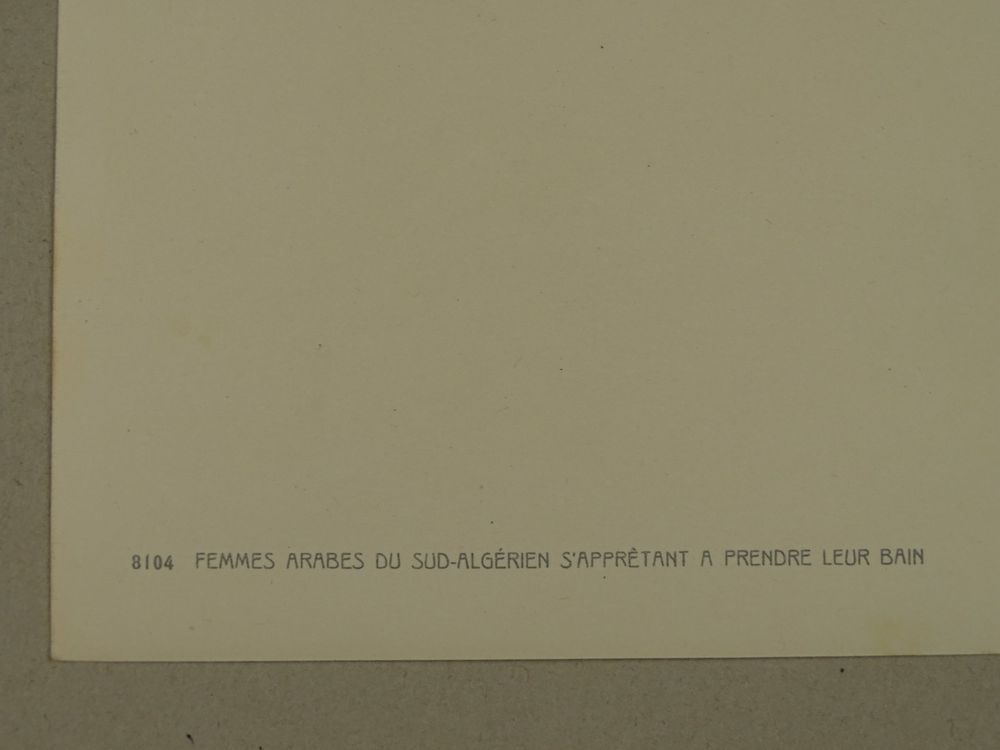 8104 FEMMES ARABES DU SUD-ALGÉRIEN S'APPRÊTANT A PRENDRE LEUR BAIN